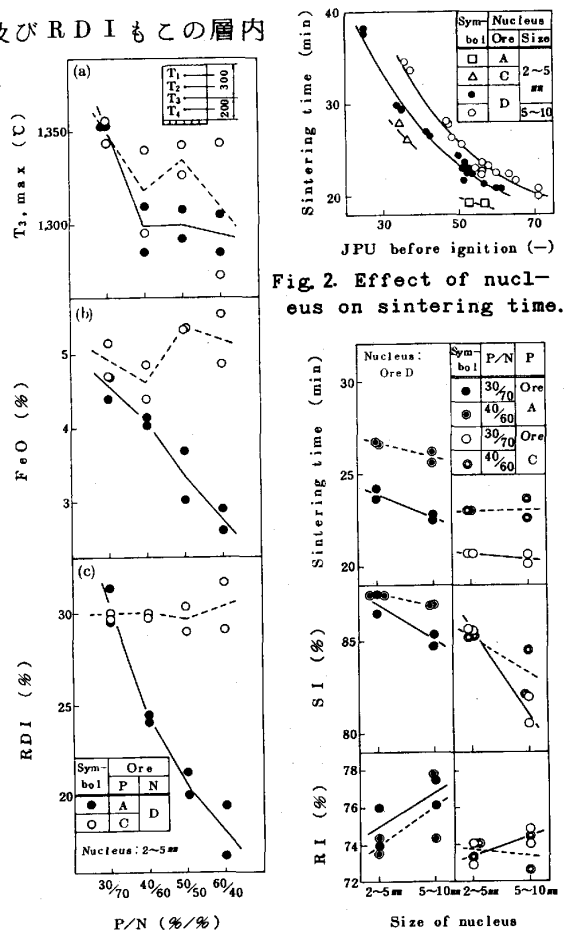 及びRDIもこの層内
(a)
T₁
T₂
T₃
T₄
300
200
T₃, max (℃)
1,350
1,300
(b)
FeO (%)
5
4
3
(c)
RDI (%)
30
25
20
Sym- Ore
bol P N
● A D
○ C
Nucleus: 2~5㎜
30/70 40/60 50/50 60/40
P/N (%/%)
Sintering time (min)
40
30
20
Sym- Nucleus
bol Ore Size
□ A 2~5
△ C ㎜
● D
○ 5~10
30 40 50 60 70
JPU before ignition (-)
Fig. 2. Effect of nucl-
eus on sintering time.
Nucleus:
Ore D
Sym- P/N P
bol
● 30/70 Ore
◉ 40/60 A
○ 30/70 Ore
◎ 40/60 C
Sintering time (min)
30
25
20
SI (%)
85
80
RI (%)
78
76
74
72
2~5㎜ 5~10㎜ 2~5㎜ 5~10㎜
Size of nucleus